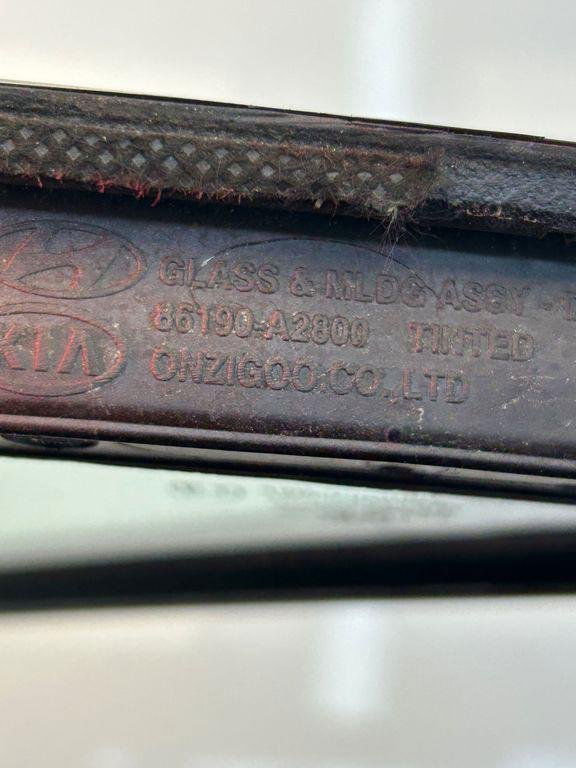 GLASS & MLDG ASSY - T
86190-A2800 TINTED
KIA
ONZIGOO.CO.,LTD